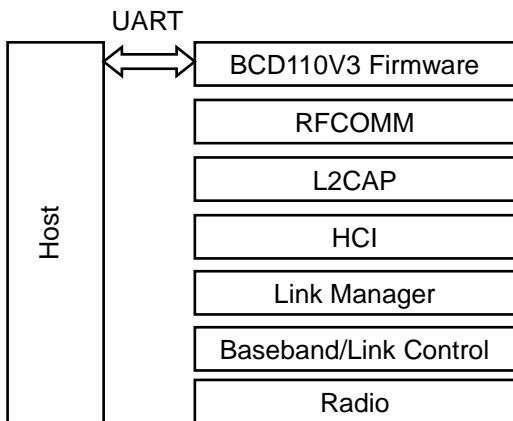 UART
BCD110V3 Firmware
RFCOMM
L2CAP
HCI
Host
Link Manager
Baseband/Link Control
Radio